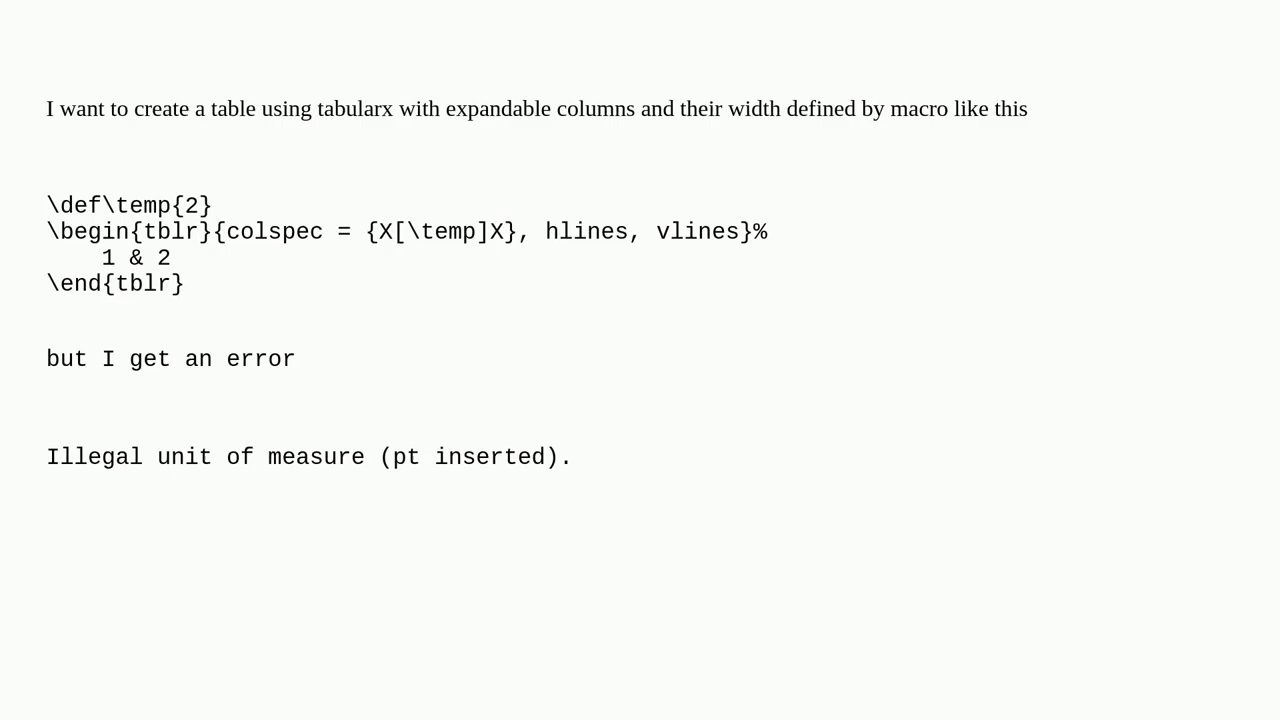 I want to create a table using tabularx with expandable columns and their width defined by macro like this
\def\temp{2}
\begin{tblr}{colspec = {X[\temp]X}, hlines, vlines}%
    1 & 2
\end{tblr}
but I get an error
Illegal unit of measure (pt inserted).